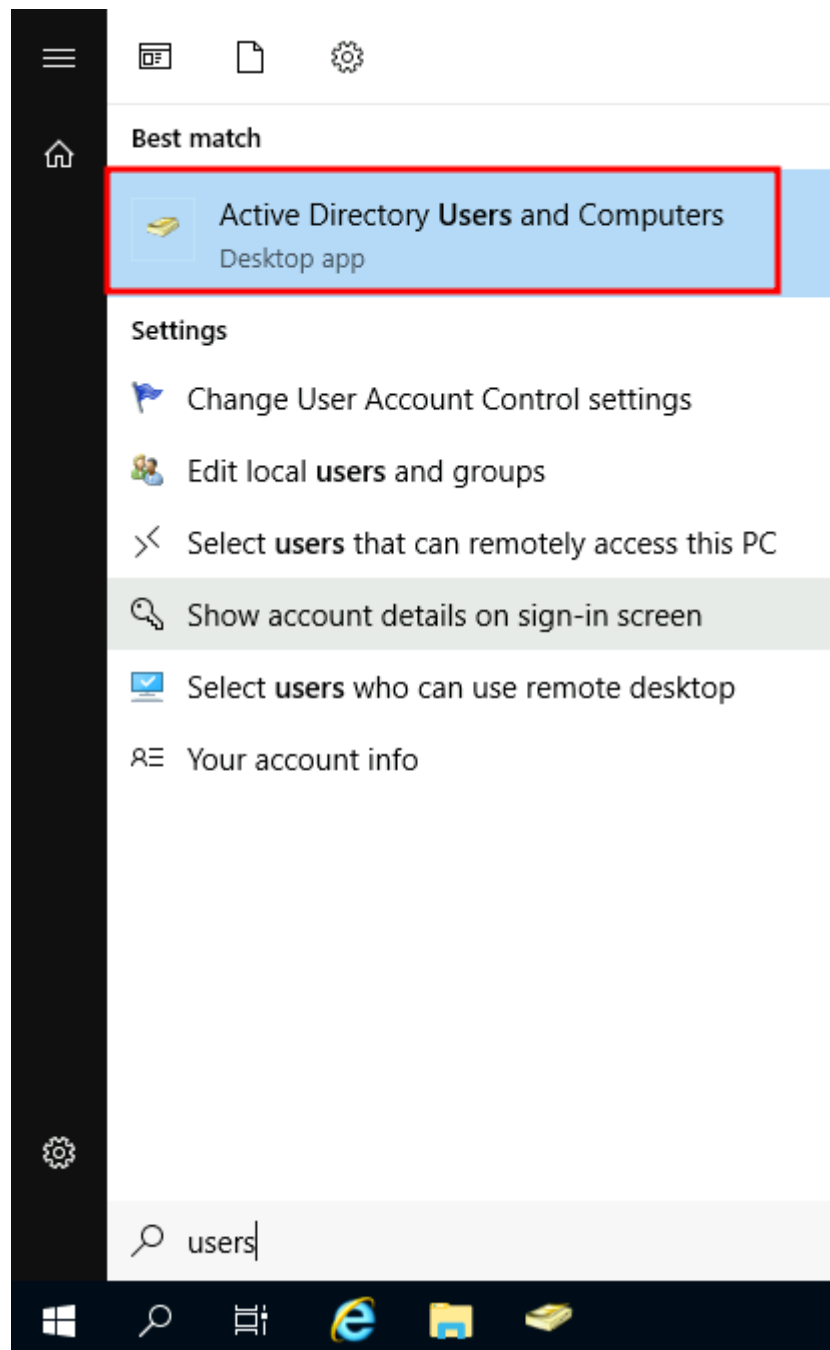 Best match
Active Directory Users and Computers
Desktop app
Settings
Change User Account Control settings
Edit local users and groups
Select users that can remotely access this PC
Show account details on sign-in screen
Select users who can use remote desktop
Your account info
users